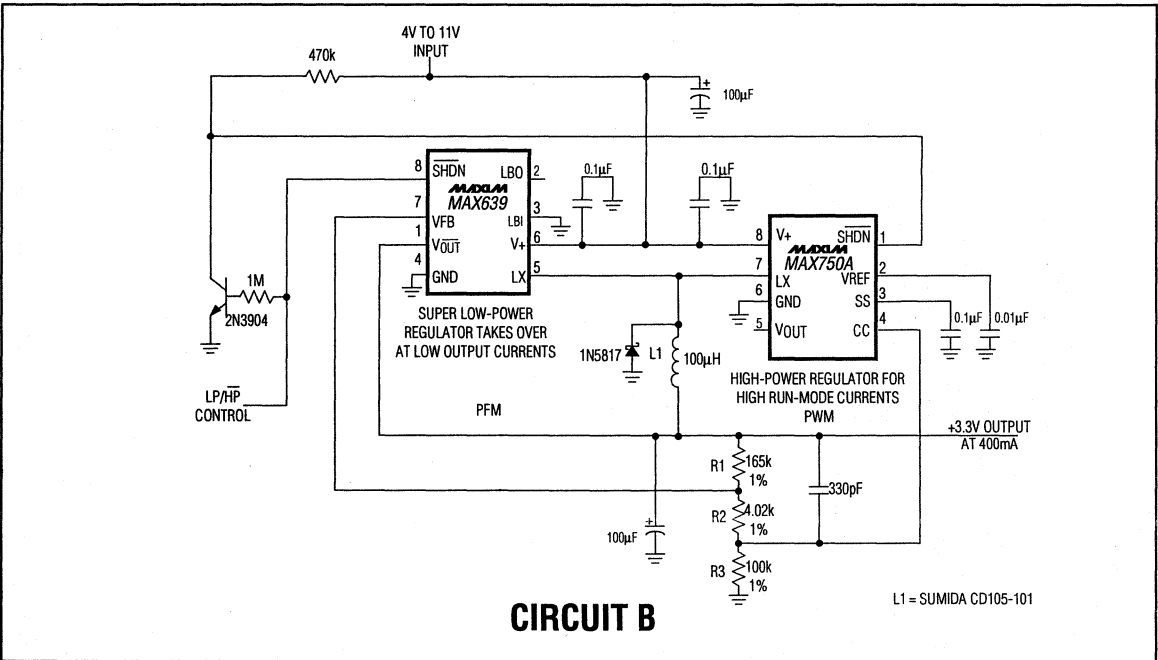 4V TO 11V
INPUT
470k
100µF
8 SHDN LBO 2
MAXIM
MAX639
7 VFB
LBI 3
1 VOUT
V+ 6
4 GND
LX 5
0.1µF
0.1µF
8 V+ SHDN 1
MAXIM
MAX750A
7 LX
VREF 2
6 GND
SS 3
5 VOUT
CC 4
0.1µF 0.01µF
1M
2N3904
SUPER LOW-POWER
REGULATOR TAKES OVER
AT LOW OUTPUT CURRENTS
1N5817
L1 100µH
HIGH-POWER REGULATOR FOR
HIGH RUN-MODE CURRENTS
PWM
LP/HP
CONTROL
PFM
+3.3V OUTPUT
AT 400mA
R1 165k
1%
330pF
R2 4.02k
1%
100µF
R3 100k
1%
L1 = SUMIDA CD105-101
CIRCUIT B